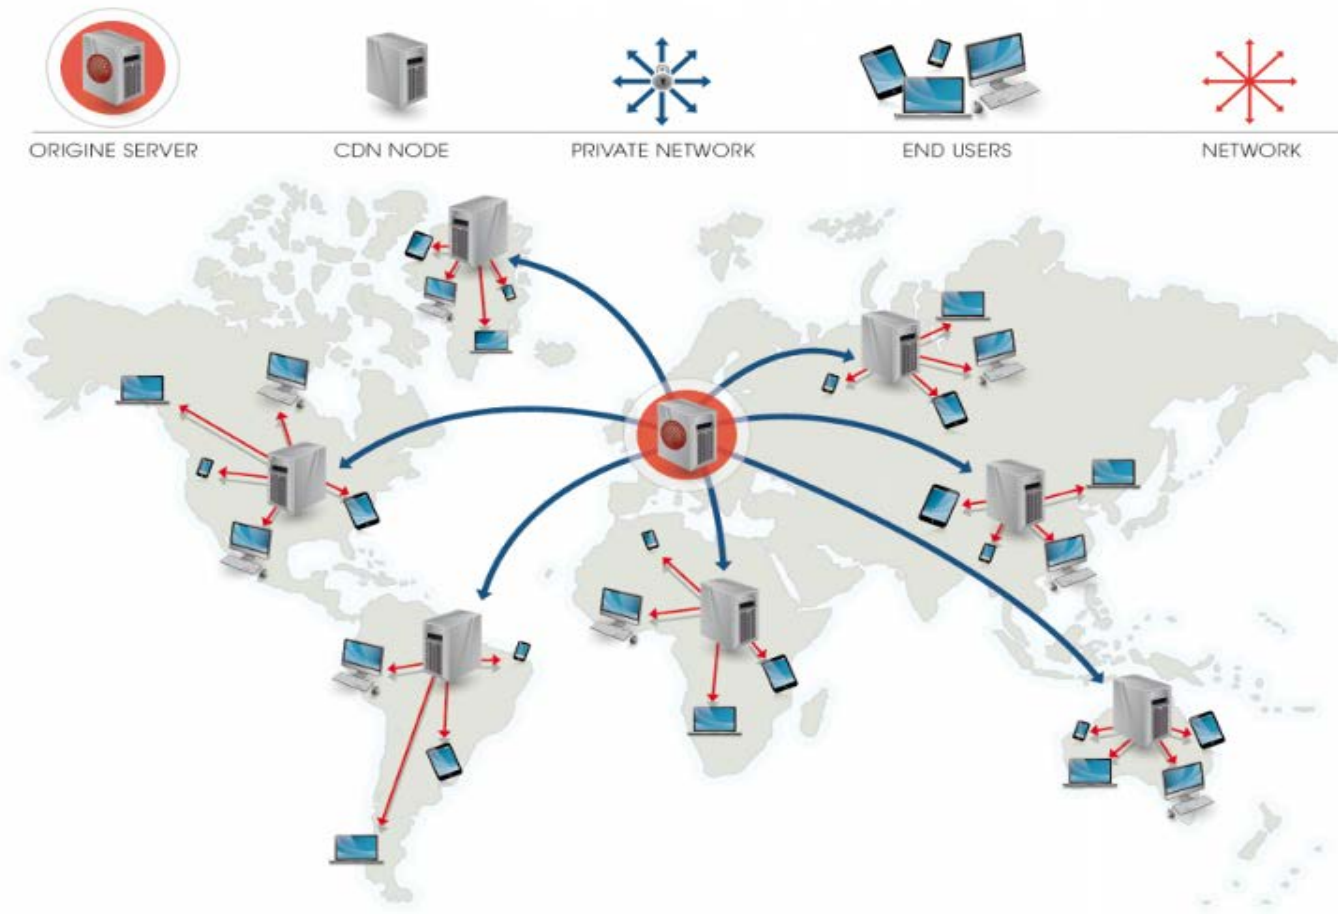 ORIGINE SERVER
CDN NODE
PRIVATE NETWORK
END USERS
NETWORK